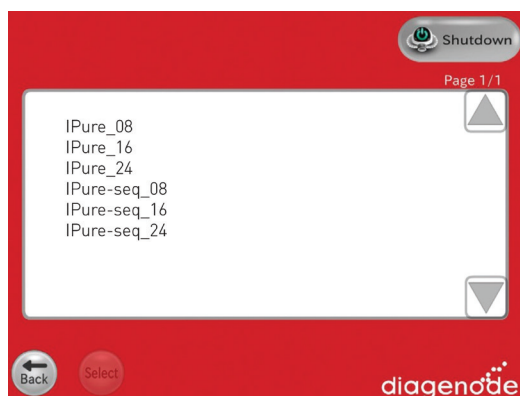 Shutdown
Page 1/1
IPure_08
IPure_16
IPure_24
IPure-seq_08
IPure-seq_16
IPure-seq_24
Back
Select
diagenode